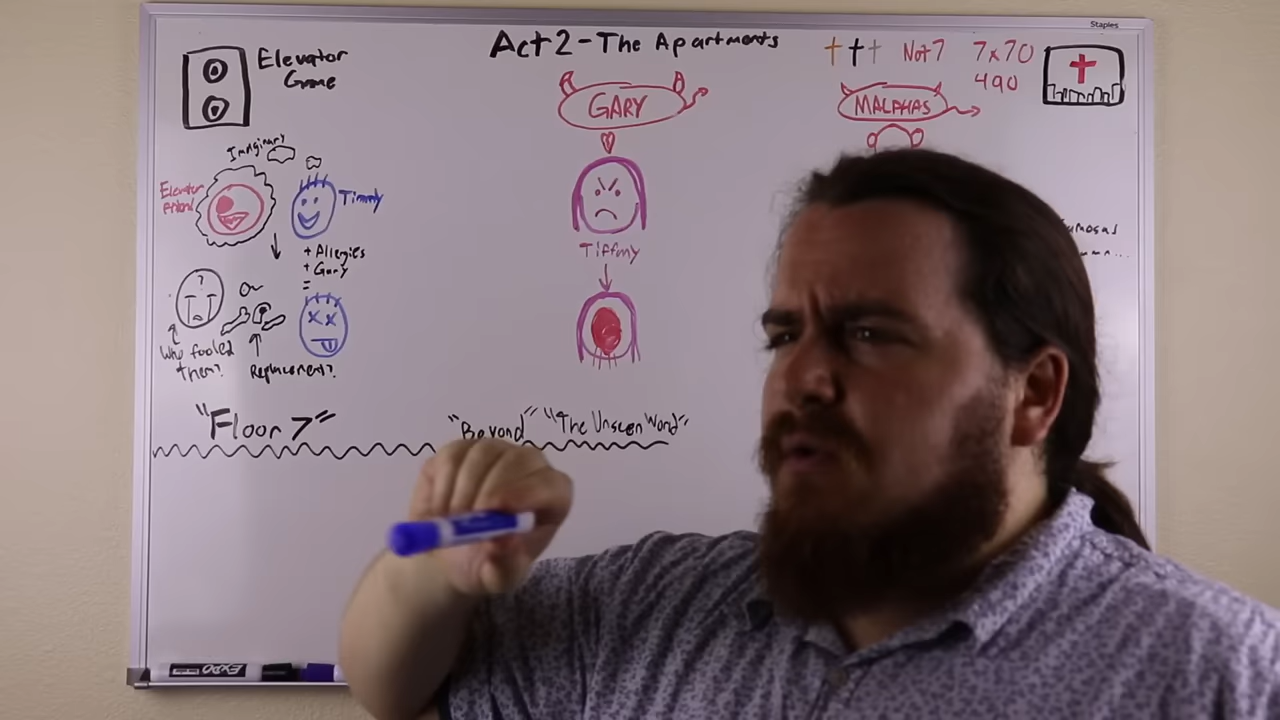 Staples
Act 2 - The Apartments
Elevator
Game
Not 7
7x70
490
GARY
MALPHAS
Imaginary
Elevator
Friend
Timmy
+ Allergies
+ Gary
=
Tiffany
?
or
Who fooled
them?
Replacement?
"Floor 7"
"Beyond"
"The Unseen World"
EXPO